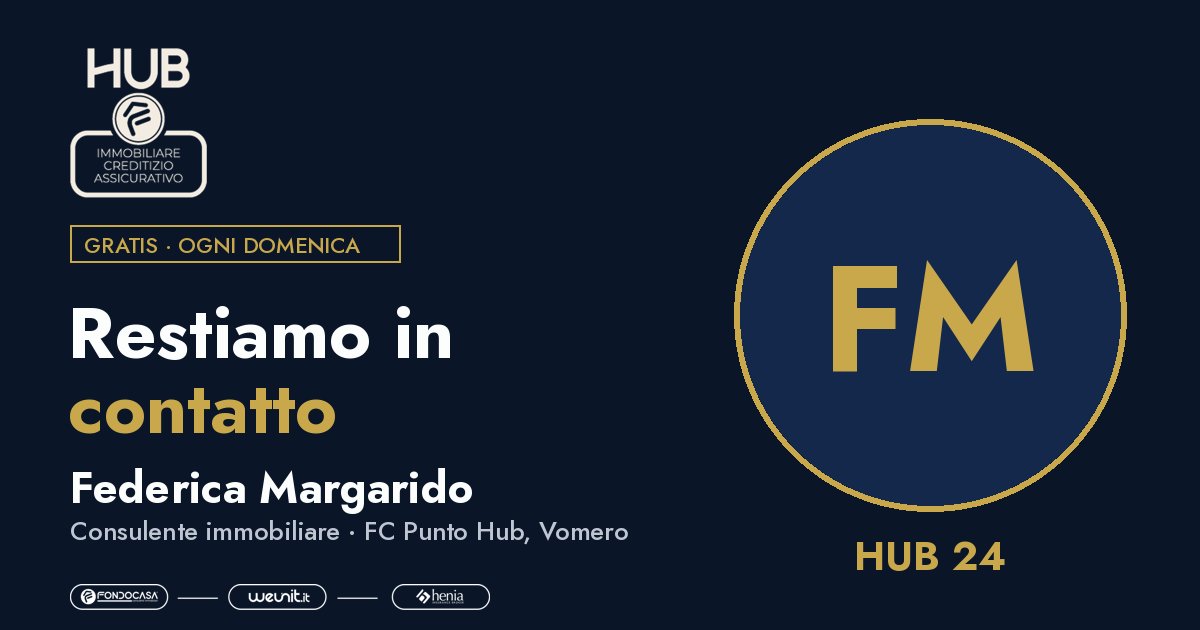 HUB
IMMOBILIARE
CREDITIZIO
ASSICURATIVO
GRATIS · OGNI DOMENICA
Restiamo in
contatto
Federica Margarido
Consulente immobiliare · FC Punto Hub, Vomero
FONDOCASA
weunit.it
henia
FM
HUB 24